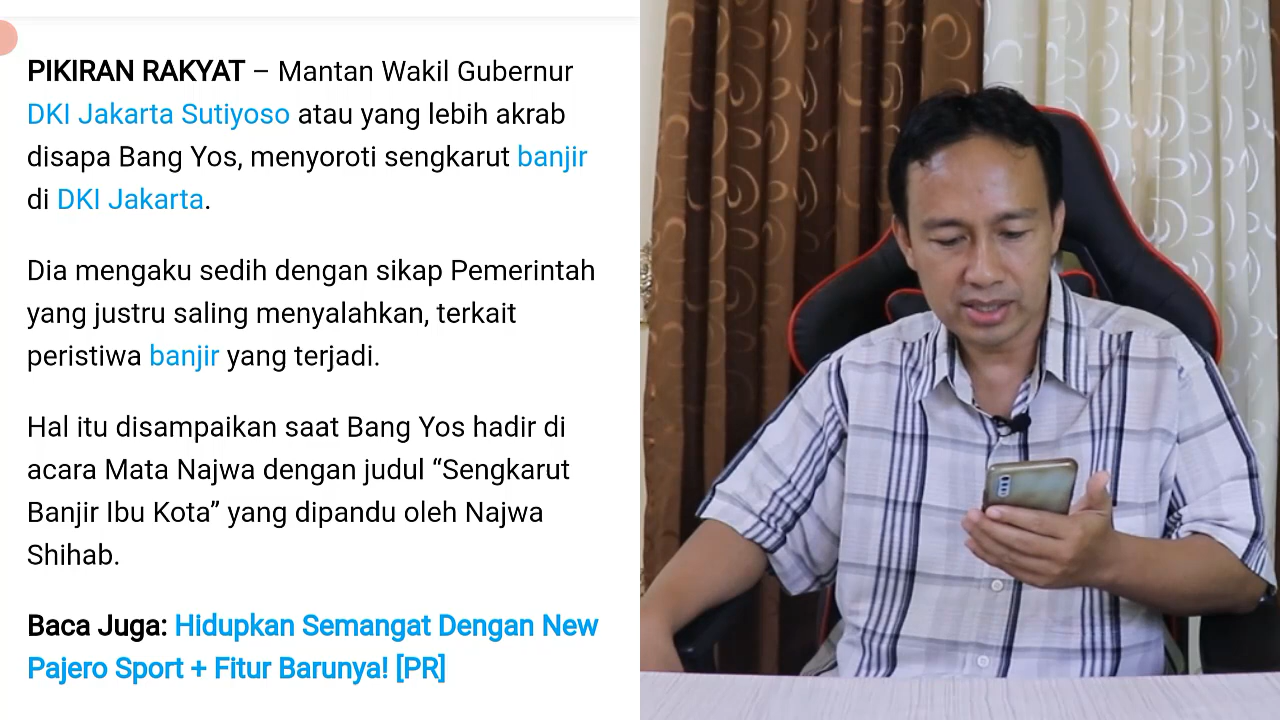 PIKIRAN RAKYAT – Mantan Wakil Gubernur
DKI Jakarta Sutiyoso atau yang lebih akrab
disapa Bang Yos, menyoroti sengkarut banjir
di DKI Jakarta.
Dia mengaku sedih dengan sikap Pemerintah
yang justru saling menyalahkan, terkait
peristiwa banjir yang terjadi.
Hal itu disampaikan saat Bang Yos hadir di
acara Mata Najwa dengan judul “Sengkarut
Banjir Ibu Kota” yang dipandu oleh Najwa
Shihab.
Baca Juga: Hidupkan Semangat Dengan New
Pajero Sport + Fitur Barunya! [PR]